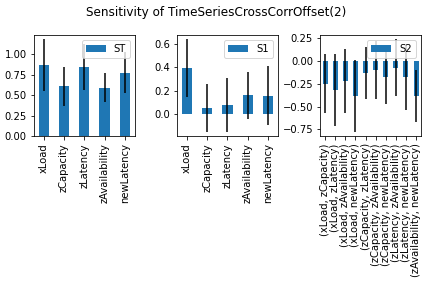 Sensitivity of TimeSeriesCrossCorrOffset(2)
ST
1.00
0.75
0.50
0.25
0.00
xLoad
zCapacity
zLatency
zAvailability
newLatency
S1
0.6
0.4
0.2
0.0
xLoad
zCapacity
zLatency
zAvailability
newLatency
S2
0.25
0.00
−0.25
−0.50
−0.75
(xLoad, zCapacity)
(xLoad, zLatency)
(xLoad, zAvailability)
(xLoad, newLatency)
(zCapacity, zLatency)
(zCapacity, zAvailability)
(zCapacity, newLatency)
(zLatency, zAvailability)
(zLatency, newLatency)
(zAvailability, newLatency)